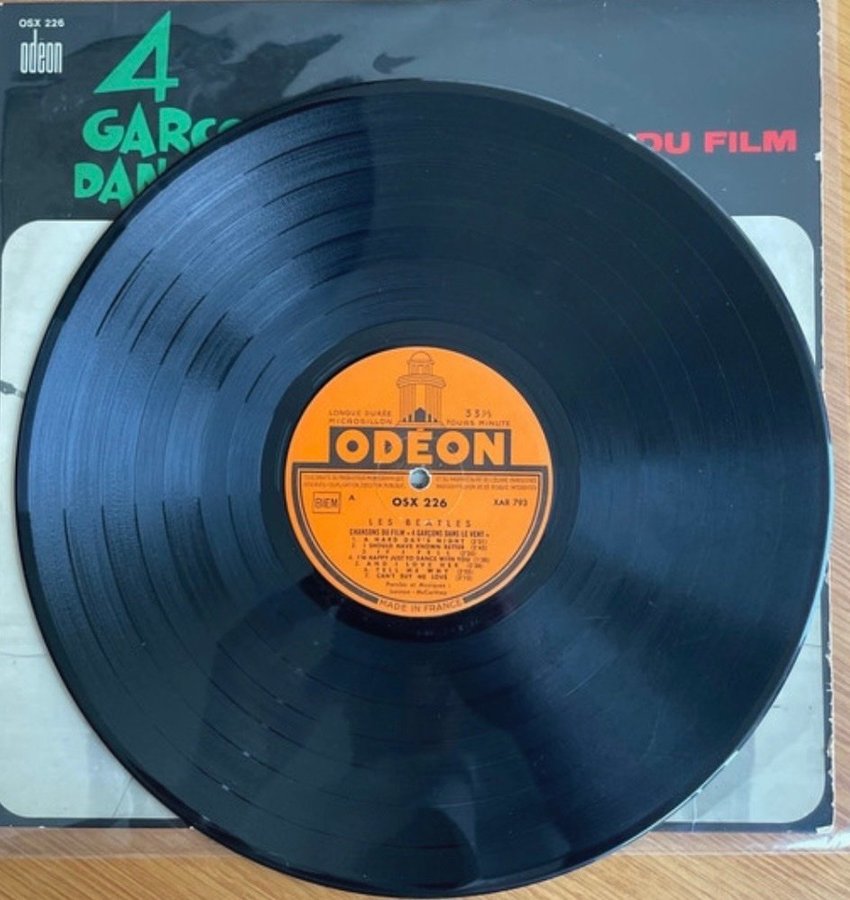 OSX 226
odeon
4
GARÇO
DAN
DU FILM
LONGUE DURÉE 33⅓
MICROSILLON TOURS MINUTE
ODÉON
BIEM A OSX 226 XAR 793
LES BEATLES
CHANSONS DU FILM « 4 GARÇONS DANS LE VENT »
1. A HARD DAY'S NIGHT
2. I SHOULD HAVE KNOWN BETTER
3. IF I FELL
4. I'M HAPPY JUST TO DANCE WITH YOU
5. AND I LOVE HER
6. TELL ME WHY
7. CAN'T BUY ME LOVE
Paroles et Musiques :
Lennon - McCartney
MADE IN FRANCE